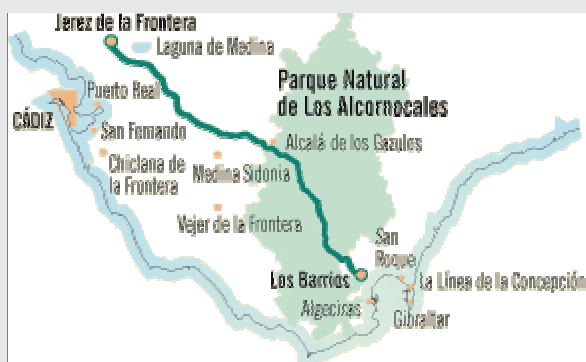 Jerez de la Frontera
Laguna de Medina
Parque Natural
de Los Alcornocales
Puerto Real
CÁDIZ
San Fernando
Alcalá de los Gazules
Chiclana de
la Frontera
Medina Sidonia
Vejer de la Frontera
San
Roque
Los Barrios
La Línea de la Concepción
Algeciras
Gibraltar